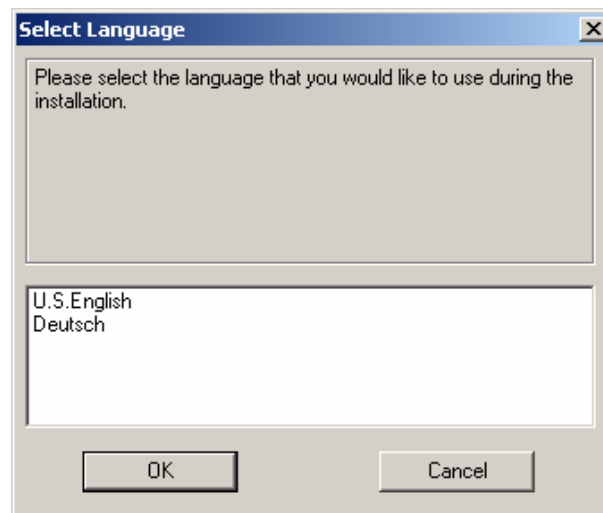 Select Language
Please select the language that you would like to use during the
installation.
U.S.English
Deutsch
OK
Cancel